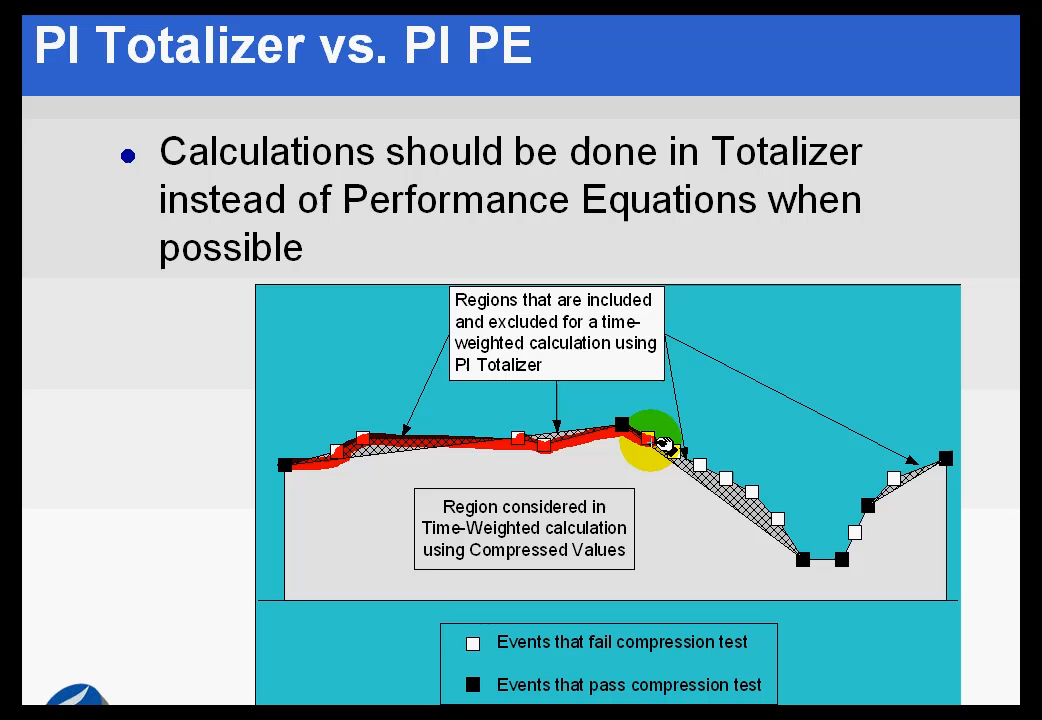 PI Totalizer vs. PI PE
Calculations should be done in Totalizer
instead of Performance Equations when
possible
Regions that are included
and excluded for a time-
weighted calculation using
PI Totalizer
Region considered in
Time-Weighted calculation
using Compressed Values
Events that fail compression test
Events that pass compression test